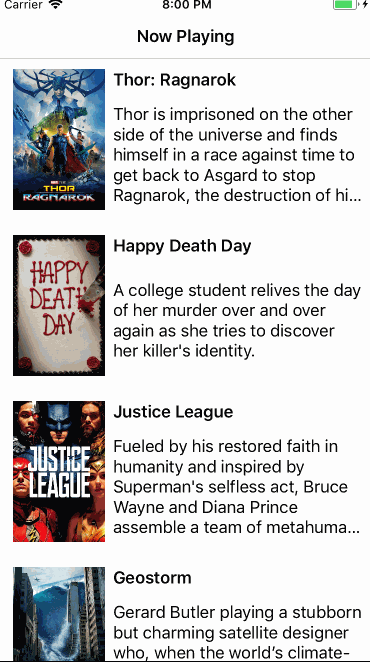 Carrier 8:00 PM
Now Playing
Thor: Ragnarok
Thor is imprisoned on the other
side of the universe and finds
himself in a race against time to
get back to Asgard to stop
Ragnarok, the destruction of hi...
THOR
RAGNAROK
Happy Death Day
HAPPY
DEATH
DAY
A college student relives the day
of her murder over and over
again as she tries to discover
her killer's identity.
Justice League
JUSTICE
LEAGUE
Fueled by his restored faith in
humanity and inspired by
Superman's selfless act, Bruce
Wayne and Diana Prince
assemble a team of metahuma...
Geostorm
Gerard Butler playing a stubborn
but charming satellite designer
who, when the world’s climate-